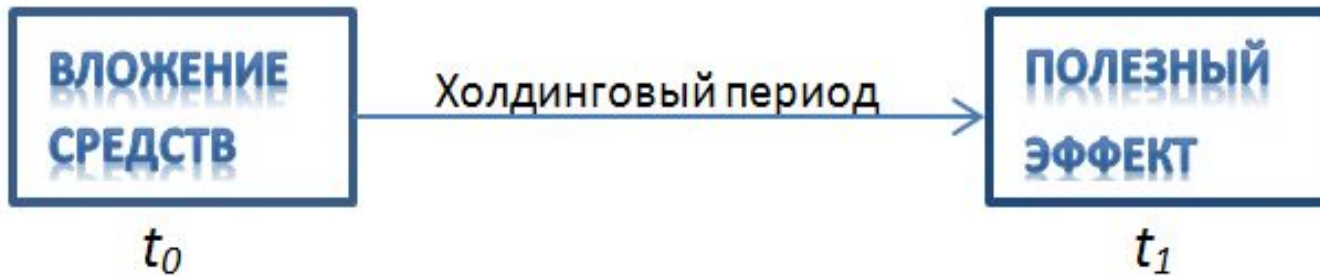 ВЛОЖЕНИЕ
СРЕДСТВ
Холдинговый период
ПОЛЕЗНЫЙ
ЭФФЕКТ
t0
t1